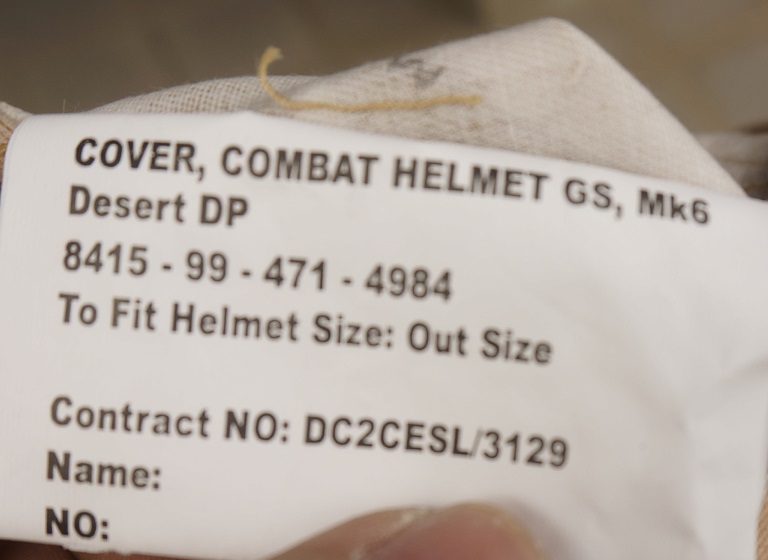 COVER, COMBAT HELMET GS, Mk6
Desert DP
8415 - 99 - 471 - 4984
To Fit Helmet Size: Out Size
Contract NO: DC2CESL/3129
Name:
NO: